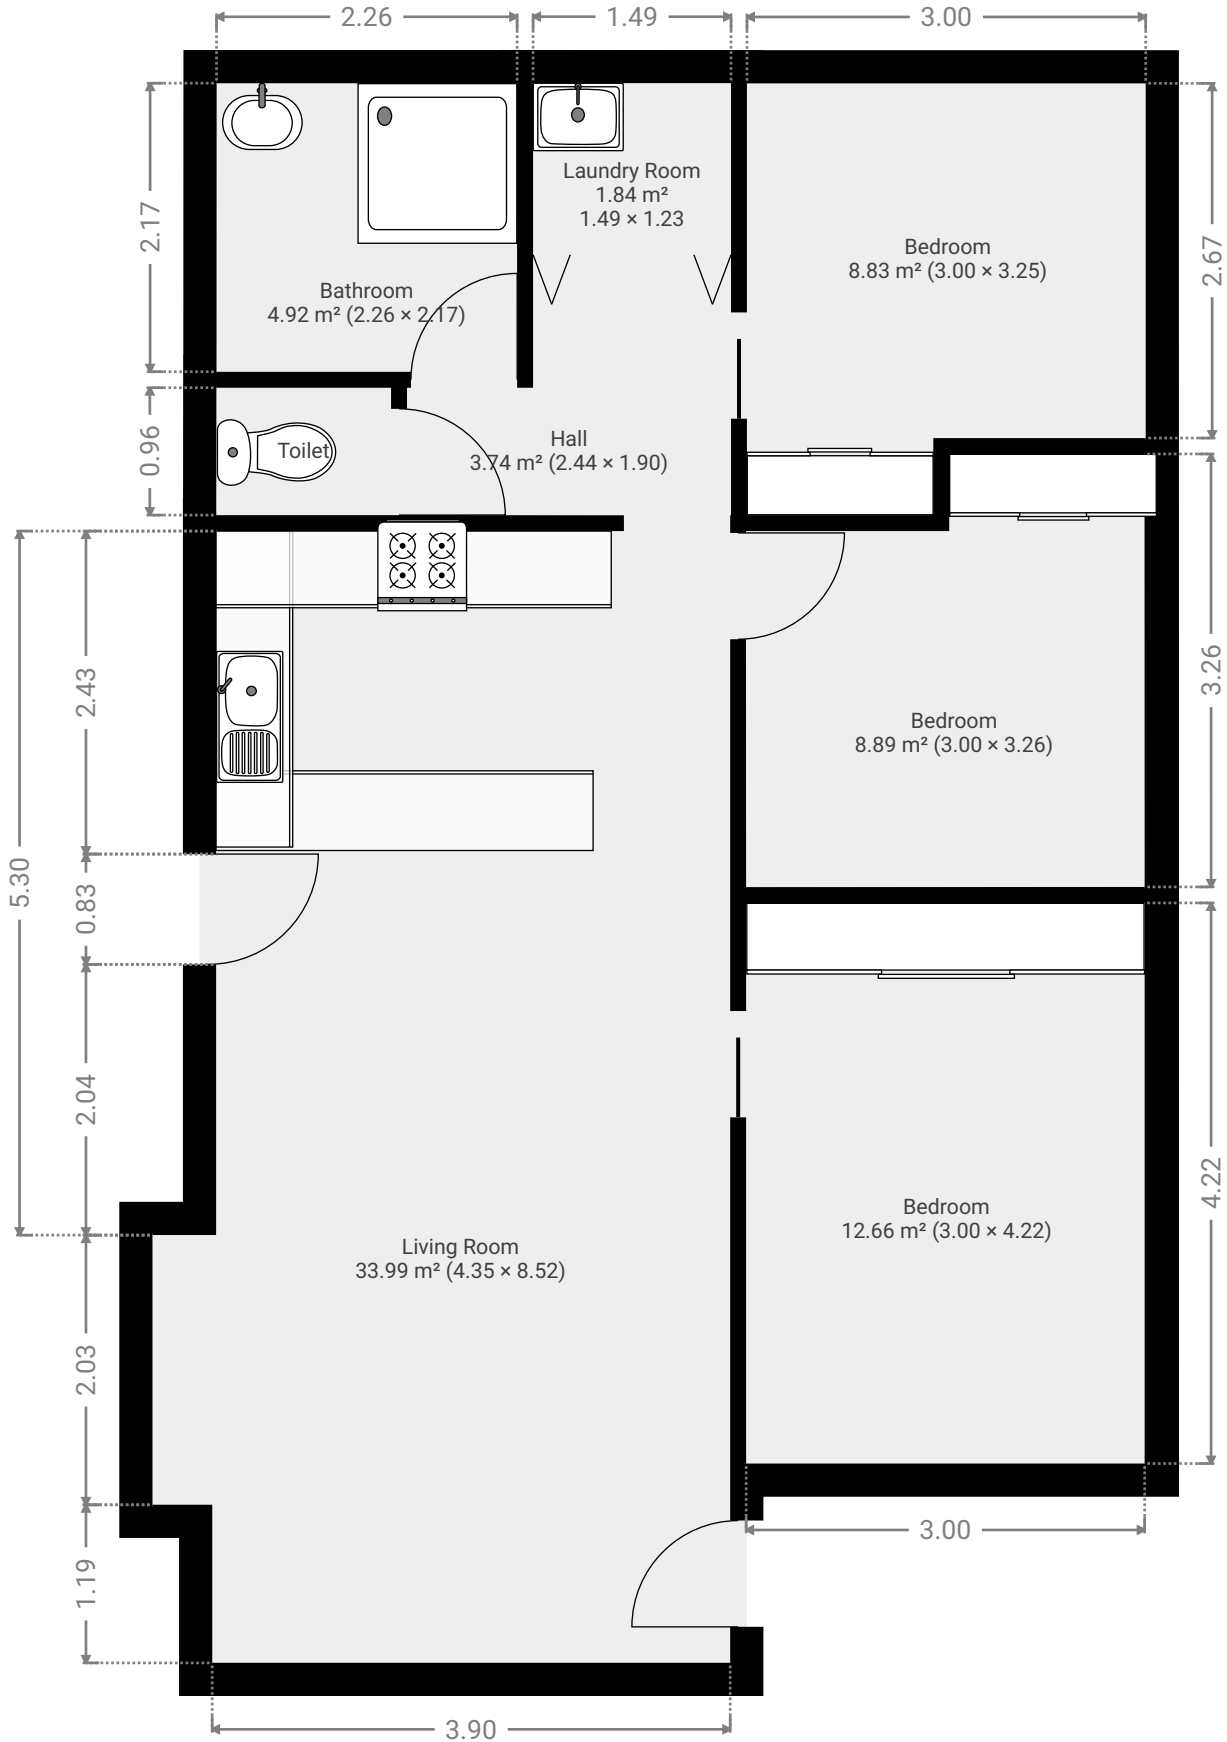 2.26
1.49
3.00
2.17
Laundry Room
1.84 m²
1.49 × 1.23
Bedroom
8.83 m² (3.00 × 3.25)
2.67
Bathroom
4.92 m² (2.26 × 2.17)
0.96
Toilet
Hall
3.74 m² (2.44 × 1.90)
2.43
3.26
Bedroom
8.89 m² (3.00 × 3.26)
5.30
0.83
2.04
4.22
Bedroom
12.66 m² (3.00 × 4.22)
Living Room
33.99 m² (4.35 × 8.52)
2.03
3.00
1.19
3.90